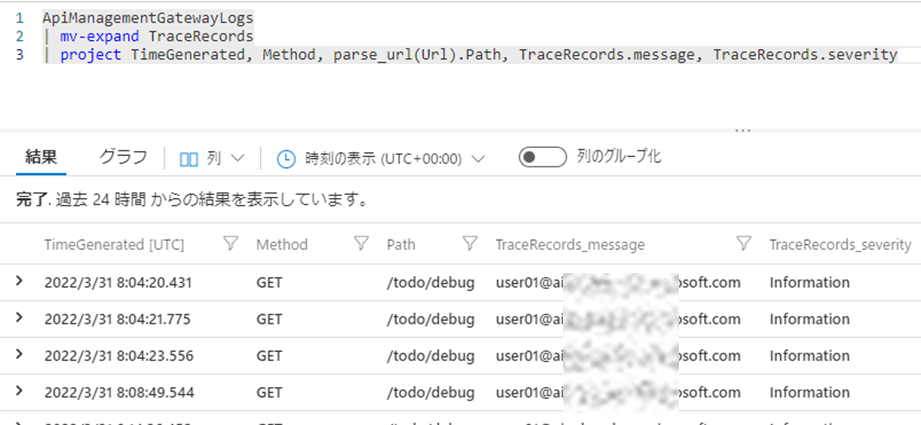 1 ApiManagementGatewayLogs
2 | mv-expand TraceRecords
3 | project TimeGenerated, Method, parse_url(Url).Path, TraceRecords.message, TraceRecords.severity
...
結果 グラフ 列 時刻の表示 (UTC+00:00) 列のグループ化
完了. 過去 24 時間 からの結果を表示しています。
TimeGenerated [UTC] Method Path TraceRecords_message TraceRecords_severity
2022/3/31 8:04:20.431 GET /todo/debug user01@ai osoft.com Information
2022/3/31 8:04:21.775 GET /todo/debug user01@ai osoft.com Information
2022/3/31 8:04:23.556 GET /todo/debug user01@ai osoft.com Information
2022/3/31 8:08:49.544 GET /todo/debug user01@ai osoft.com Information